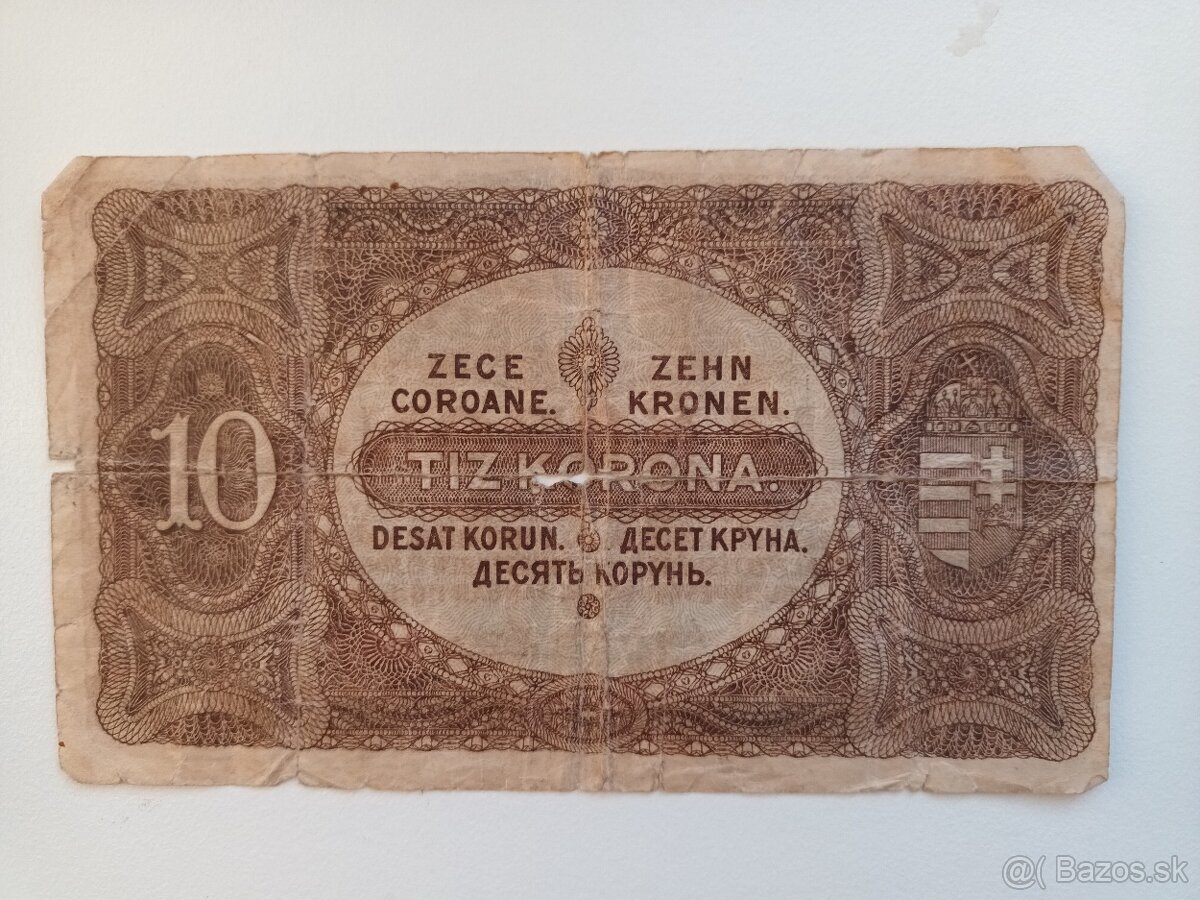 ZECE
COROANE.
ZEHN
KRONEN.
10
TIZ KORONA.
DESAT KORUN.
ДЕСЕТ КРУНА.
ДЕСЯТЬ КОРУНЬ.
@( Bazos.sk